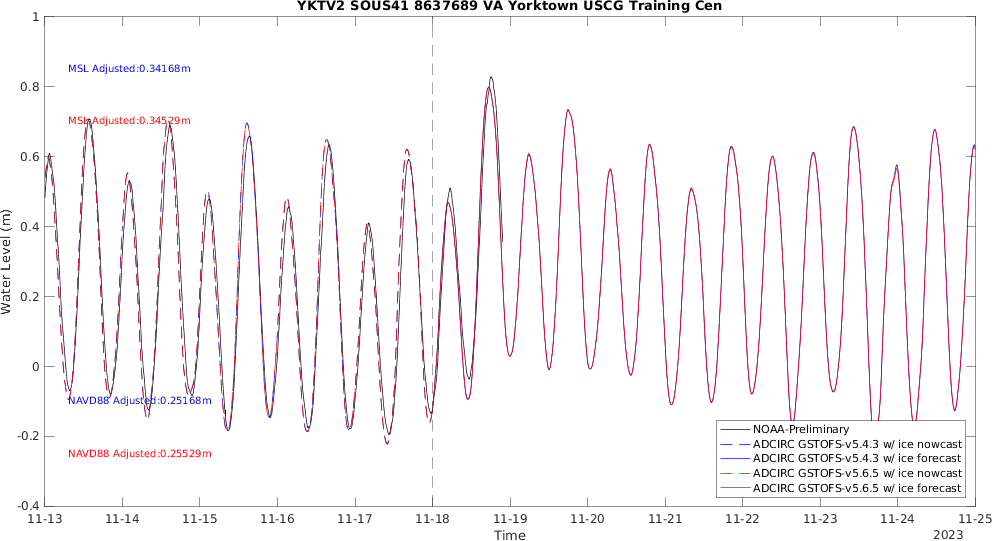 YKTV2 SOUS41 8637689 VA Yorktown USCG Training Cen
1
0.8
0.6
0.4
0.2
0
-0.2
-0.4
Water Level (m)
MSL Adjusted:0.34168m
MSL Adjusted:0.34529m
NAVD88 Adjusted:0.25168m
NAVD88 Adjusted:0.25529m
NOAA-Preliminary
ADCIRC GSTOFS-v5.4.3 w/ ice nowcast
ADCIRC GSTOFS-v5.4.3 w/ ice forecast
ADCIRC GSTOFS-v5.6.5 w/ ice nowcast
ADCIRC GSTOFS-v5.6.5 w/ ice forecast
11-13 11-14 11-15 11-16 11-17 11-18 11-19 11-20 11-21 11-22 11-23 11-24 11-25
Time
2023